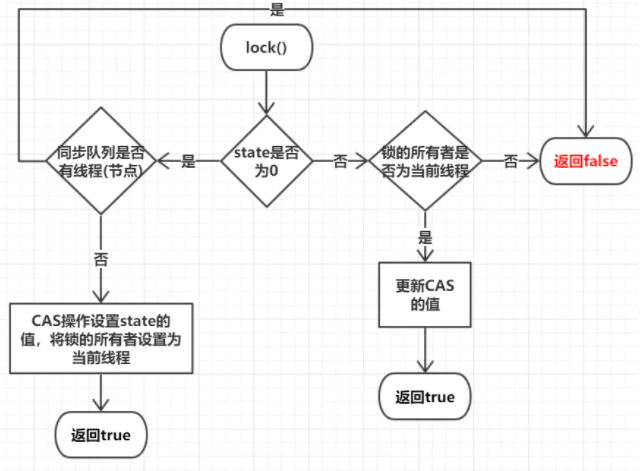 是
lock()
同步队列是否
有线程(节点)
是
state是否
为0
否
锁的所有者是
否为当前线程
否
返回false
否
是
CAS操作设置state的
值，将锁的所有者设置为
当前线程
更新CAS
的值
返回true
返回true